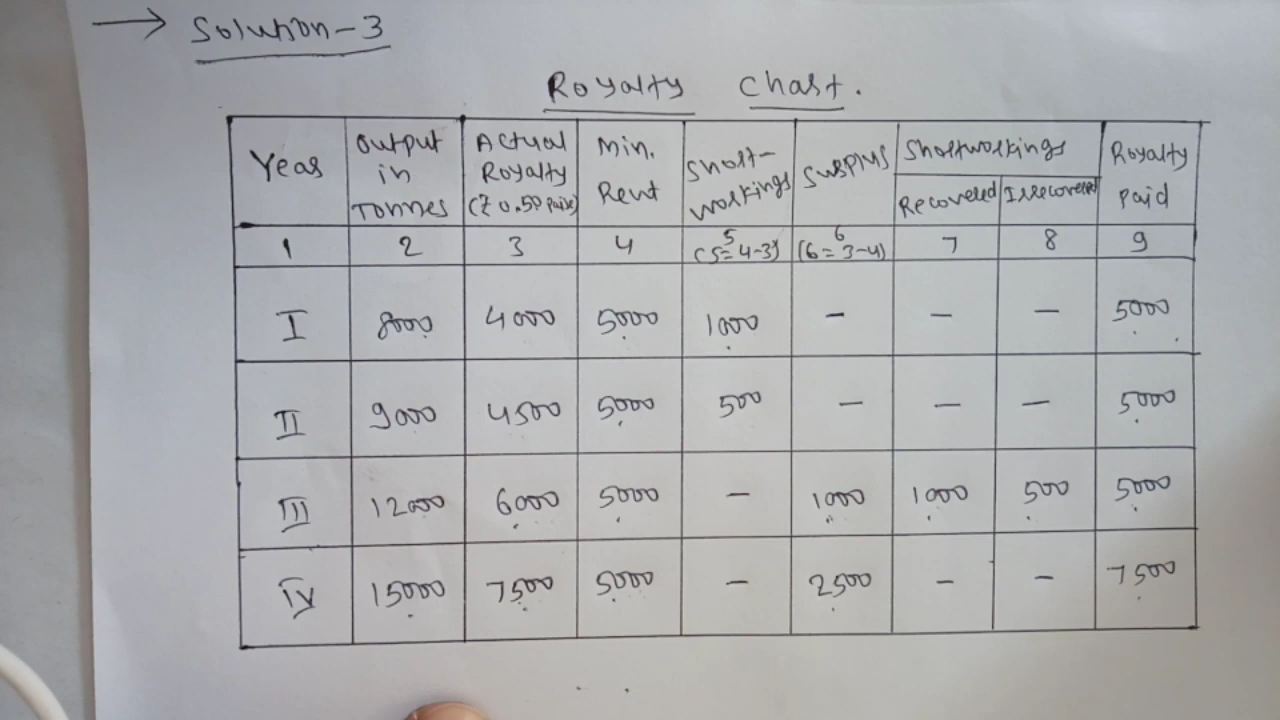 → Solution-3
Royalty Chart.
Year | Output in Tonnes | Actual Royalty (₹ 0.50 paise) | Min. Rent | Short-workings | Surplus | Shortworkings Recovered | Shortworkings Irrecovered | Royalty Paid
1 | 2 | 3 | 4 | 5 (5=4-3) | 6 (6=3-4) | 7 | 8 | 9
I | 8000 | 4000 | 5000 | 1000 | - | - | - | 5000
II | 9000 | 4500 | 5000 | 500 | - | - | - | 5000
III | 12000 | 6000 | 5000 | - | 1000 | 1000 | 500 | 5000
IV | 15000 | 7500 | 5000 | - | 2500 | - | - | 7500